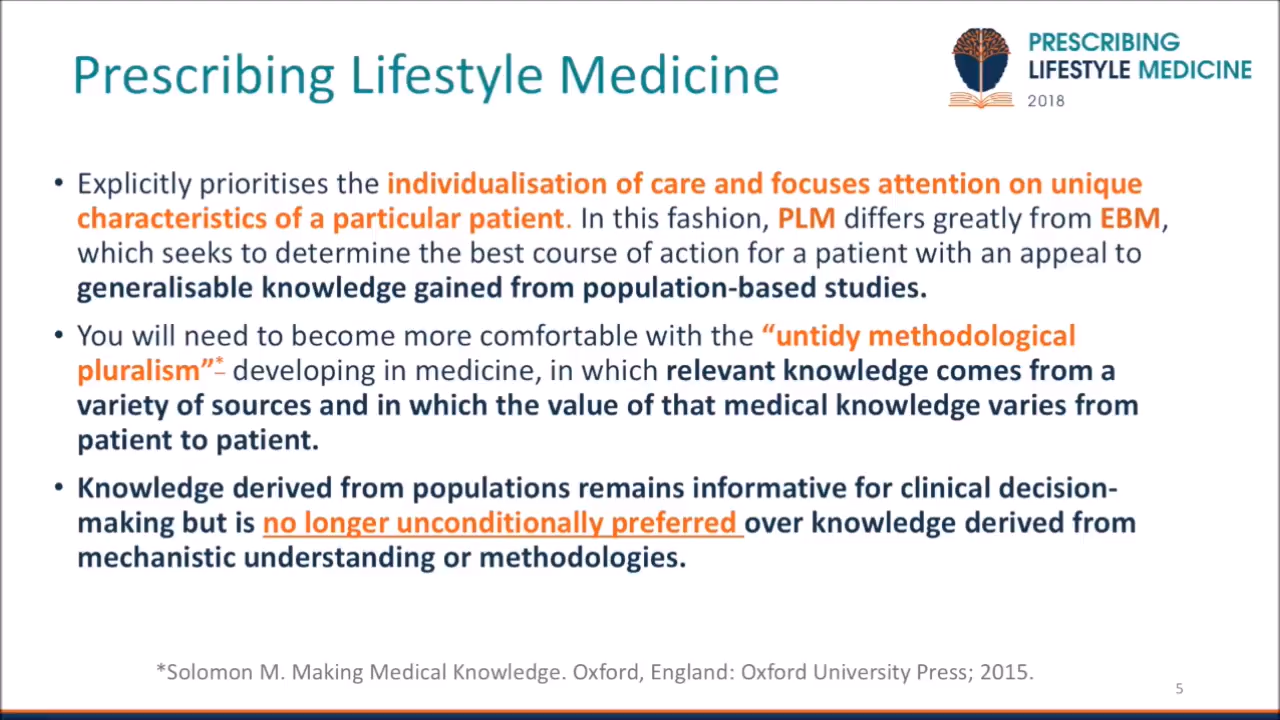 Prescribing Lifestyle Medicine
PRESCRIBING
LIFESTYLE MEDICINE
2018
• Explicitly prioritises the individualisation of care and focuses attention on unique
characteristics of a particular patient. In this fashion, PLM differs greatly from EBM,
which seeks to determine the best course of action for a patient with an appeal to
generalisable knowledge gained from population-based studies.
• You will need to become more comfortable with the “untidy methodological
pluralism”* developing in medicine, in which relevant knowledge comes from a
variety of sources and in which the value of that medical knowledge varies from
patient to patient.
• Knowledge derived from populations remains informative for clinical decision-
making but is no longer unconditionally preferred over knowledge derived from
mechanistic understanding or methodologies.
*Solomon M. Making Medical Knowledge. Oxford, England: Oxford University Press; 2015.
5